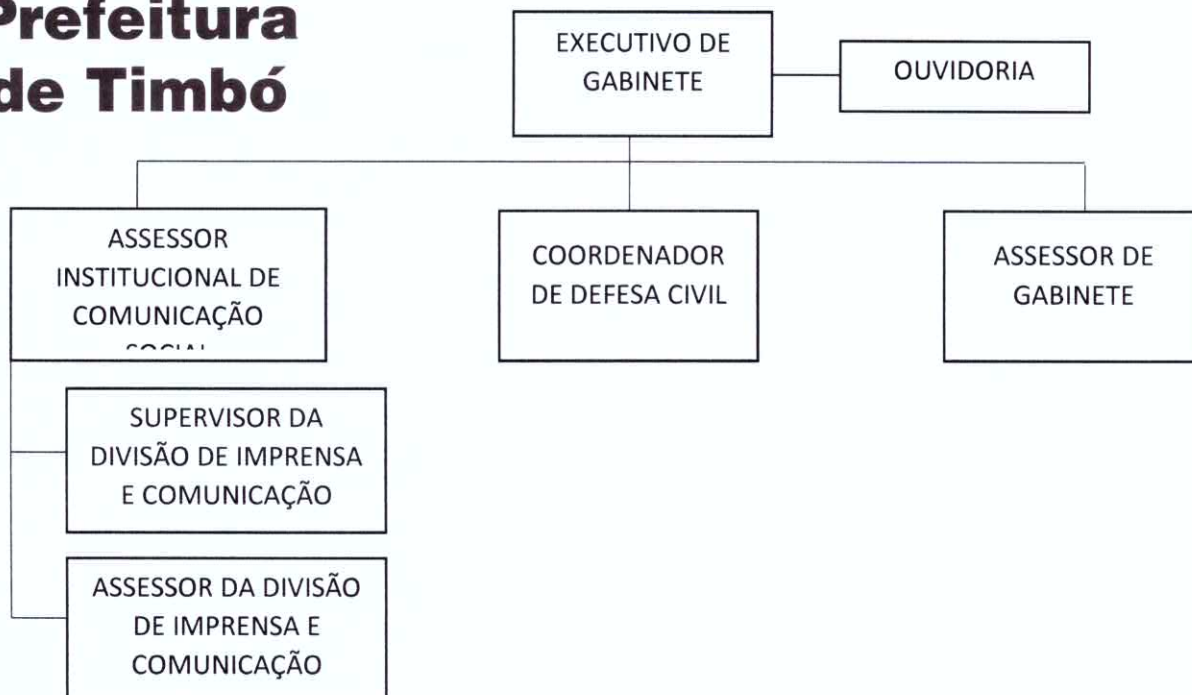 Prefeitura
de Timbó
EXECUTIVO DE
GABINETE
OUVIDORIA
ASSESSOR
INSTITUCIONAL DE
COMUNICAÇÃO
SOCIAL
COORDENADOR
DE DEFESA CIVIL
ASSESSOR DE
GABINETE
SUPERVISOR DA
DIVISÃO DE IMPRENSA
E COMUNICAÇÃO
ASSESSOR DA DIVISÃO
DE IMPRENSA E
COMUNICAÇÃO